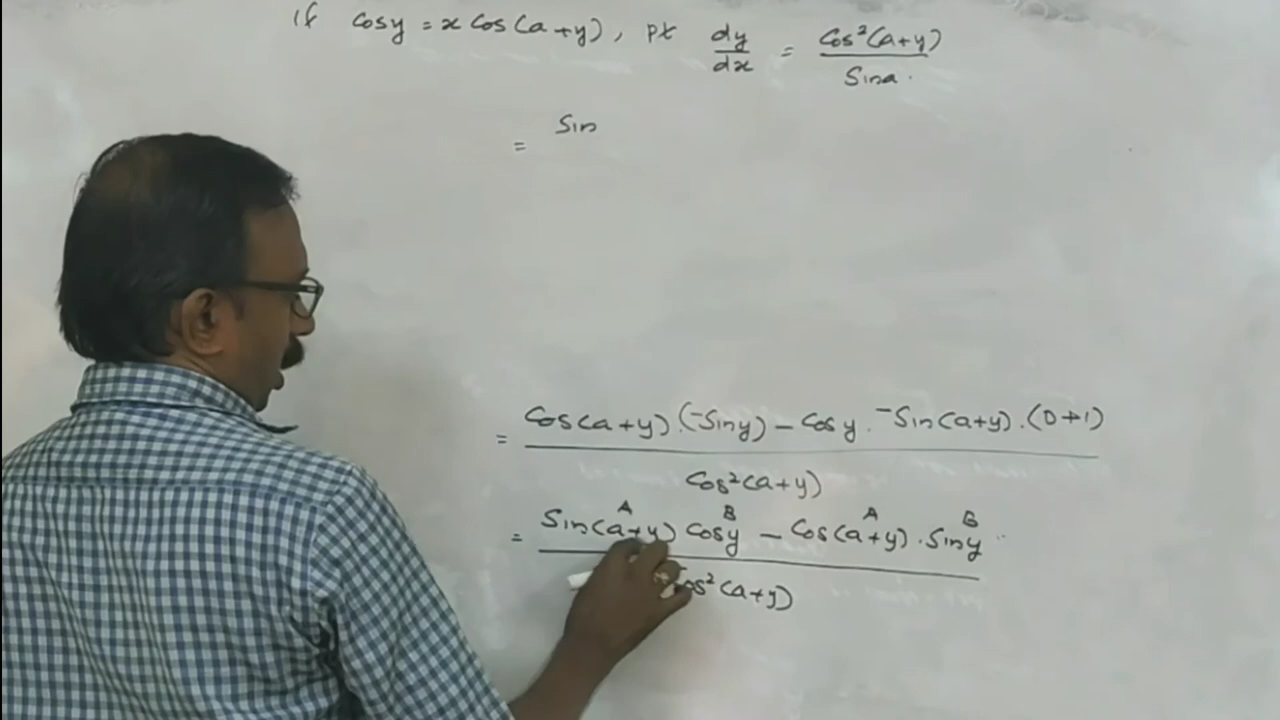 If Cosy = x Cos(a+y), pt dy/dx = Cos²(a+y)/Sina.
= Sin
= Cos(a+y).(-Siny) - Cosy.-Sin(a+y).(0+1)
Cos²(a+y)
A B A B
= Sin(a+y) Cosy - Cos(a+y).Siny
os²(a+y)